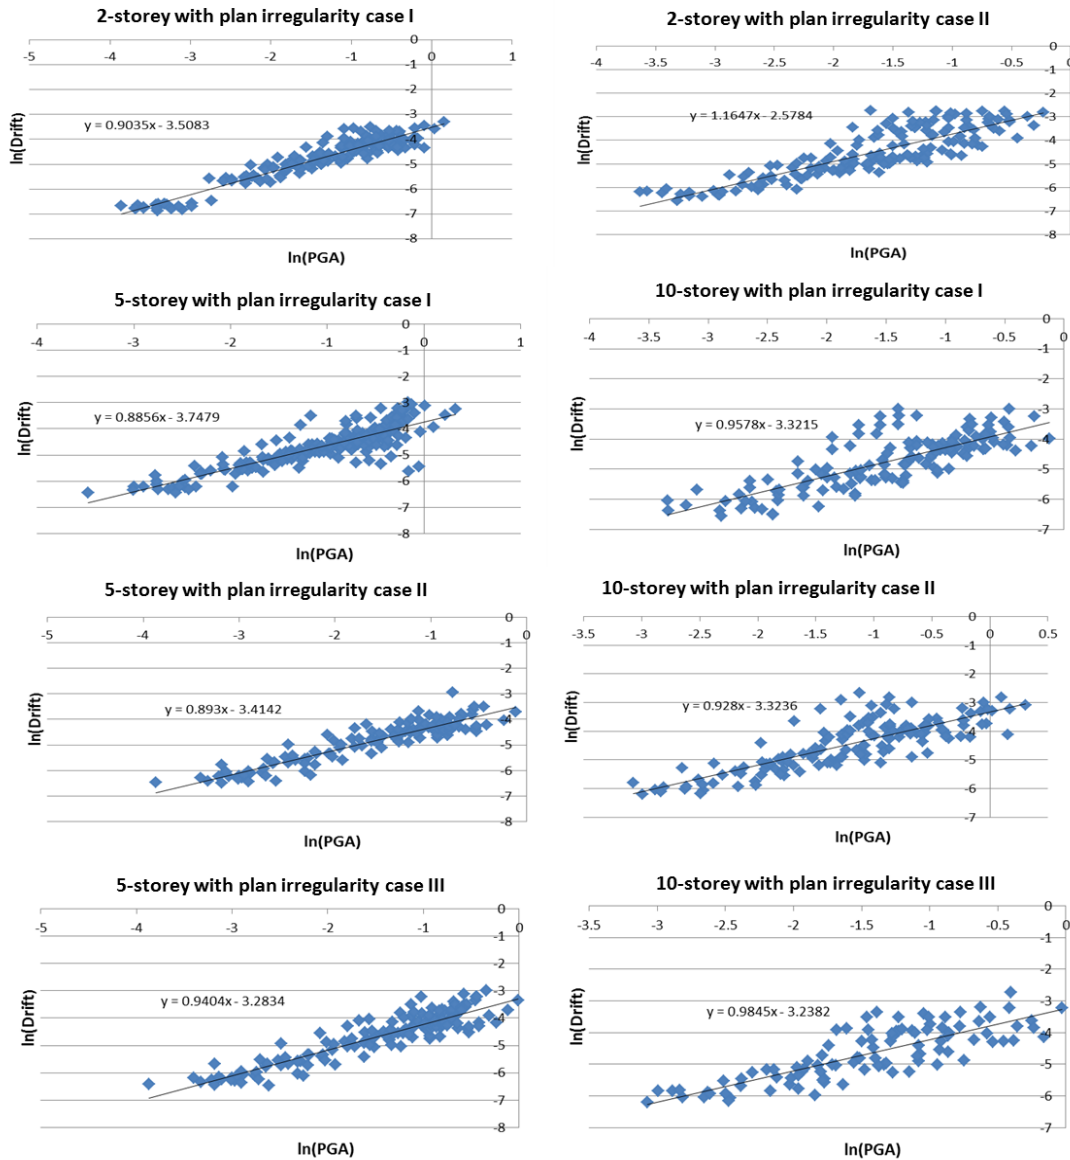 2-storey with plan irregularity case I
0
-5 -4 -3 -2 -1 0 1
-1
-2
-3
-4
-5
-6
-7
-8
y = 0.9035x - 3.5083
ln(Drift)
ln(PGA)
2-storey with plan irregularity case II
0
-4 -3.5 -3 -2.5 -2 -1.5 -1 -0.5 0
-1
-2
-3
-4
-5
-6
-7
-8
y = 1.1647x - 2.5784
ln(Drift)
ln(PGA)
5-storey with plan irregularity case I
0
-4 -3 -2 -1 0 1
-1
-2
-3
-4
-5
-6
-7
-8
y = 0.8856x - 3.7479
ln(Drift)
ln(PGA)
10-storey with plan irregularity case I
0
-4 -3.5 -3 -2.5 -2 -1.5 -1 -0.5 0
-1
-2
-3
-4
-5
-6
-7
y = 0.9578x - 3.3215
ln(Drift)
ln(PGA)
5-storey with plan irregularity case II
0
-5 -4 -3 -2 -1 0
-1
-2
-3
-4
-5
-6
-7
-8
y = 0.893x - 3.4142
ln(Drift)
ln(PGA)
10-storey with plan irregularity case II
0
-3.5 -3 -2.5 -2 -1.5 -1 -0.5 0 0.5
-1
-2
-3
-4
-5
-6
-7
y = 0.928x - 3.3236
ln(Drift)
ln(PGA)
5-storey with plan irregularity case III
0
-5 -4 -3 -2 -1 0
-1
-2
-3
-4
-5
-6
-7
-8
y = 0.9404x - 3.2834
ln(Drift)
ln(PGA)
10-storey with plan irregularity case III
0
-3.5 -3 -2.5 -2 -1.5 -1 -0.5 0
-1
-2
-3
-4
-5
-6
-7
y = 0.9845x - 3.2382
ln(Drift)
ln(PGA)